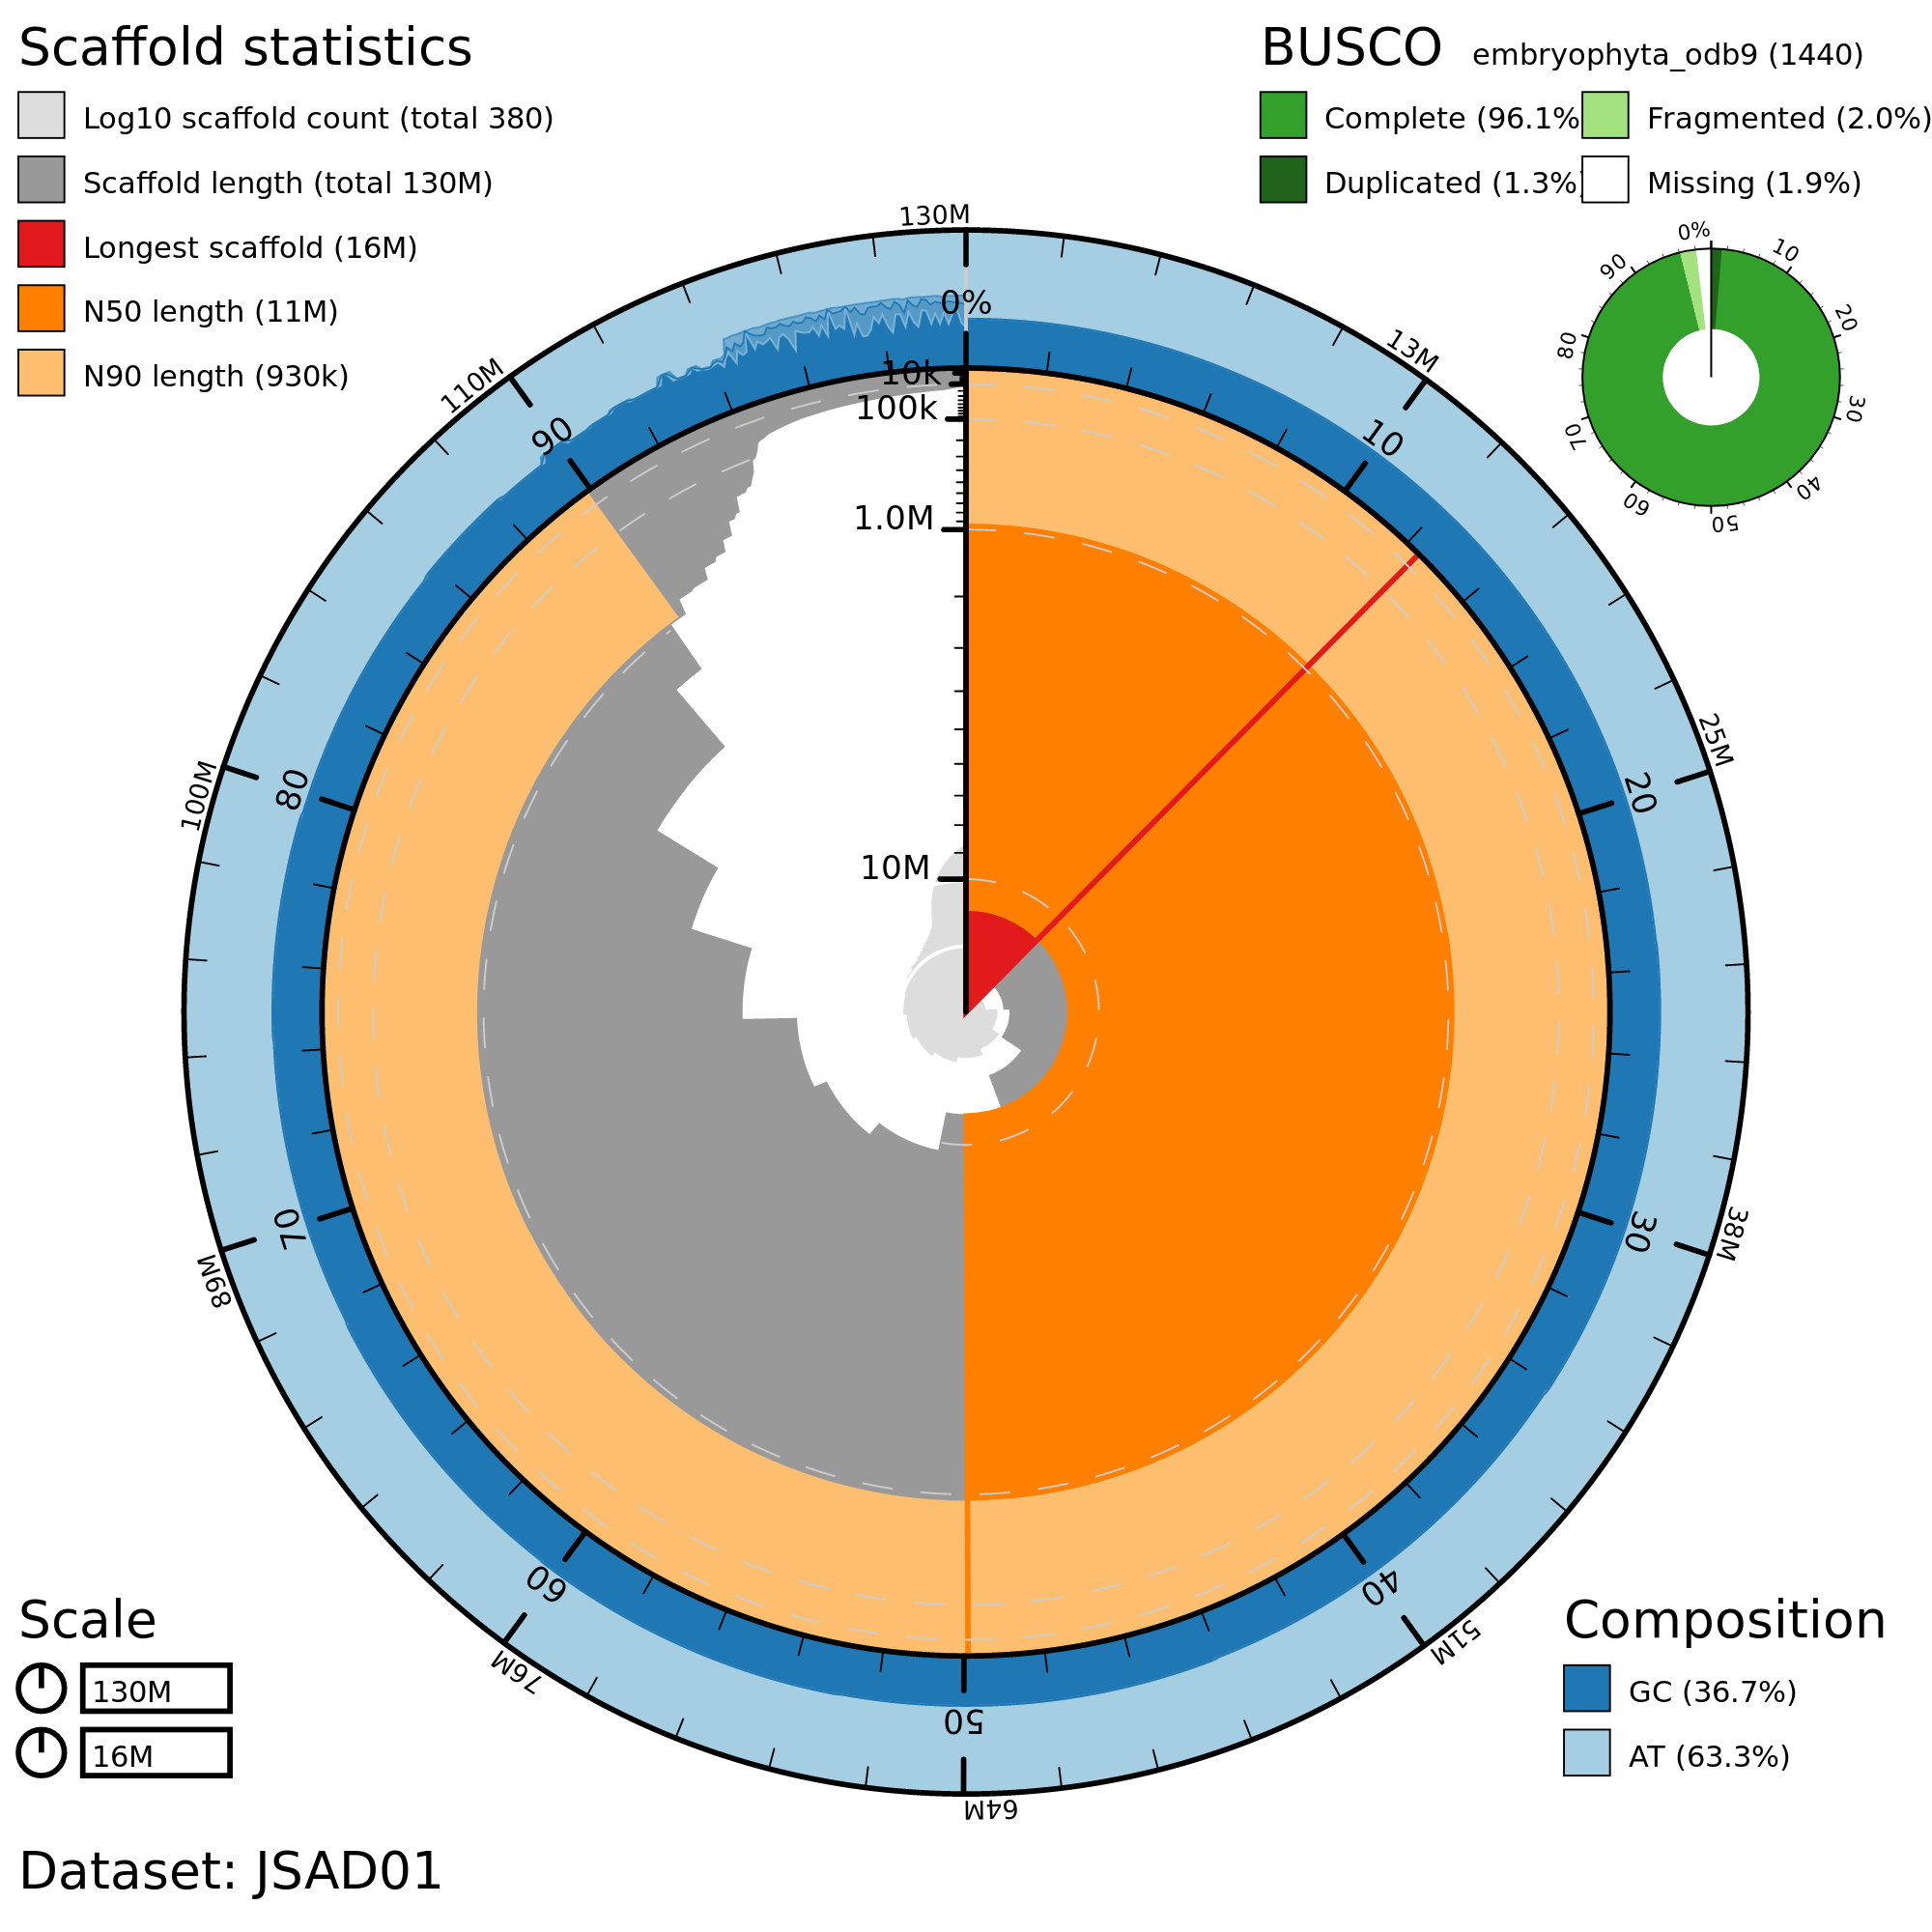 Scaffold statistics
Log10 scaffold count (total 380)
Scaffold length (total 130M)
Longest scaffold (16M)
N50 length (11M)
N90 length (930k)
BUSCO embryophyta_odb9 (1440)
Complete (96.1%
Fragmented (2.0%)
Duplicated (1.3%)
Missing (1.9%)
0%
10
20
30
40
50
60
70
80
90
130M
13M
25M
38M
51M
64M
76M
89M
100M
110M
0%
10
20
30
40
50
60
70
80
90
10k
100k
1.0M
10M
Scale
130M
16M
Composition
GC (36.7%)
AT (63.3%)
Dataset: JSAD01